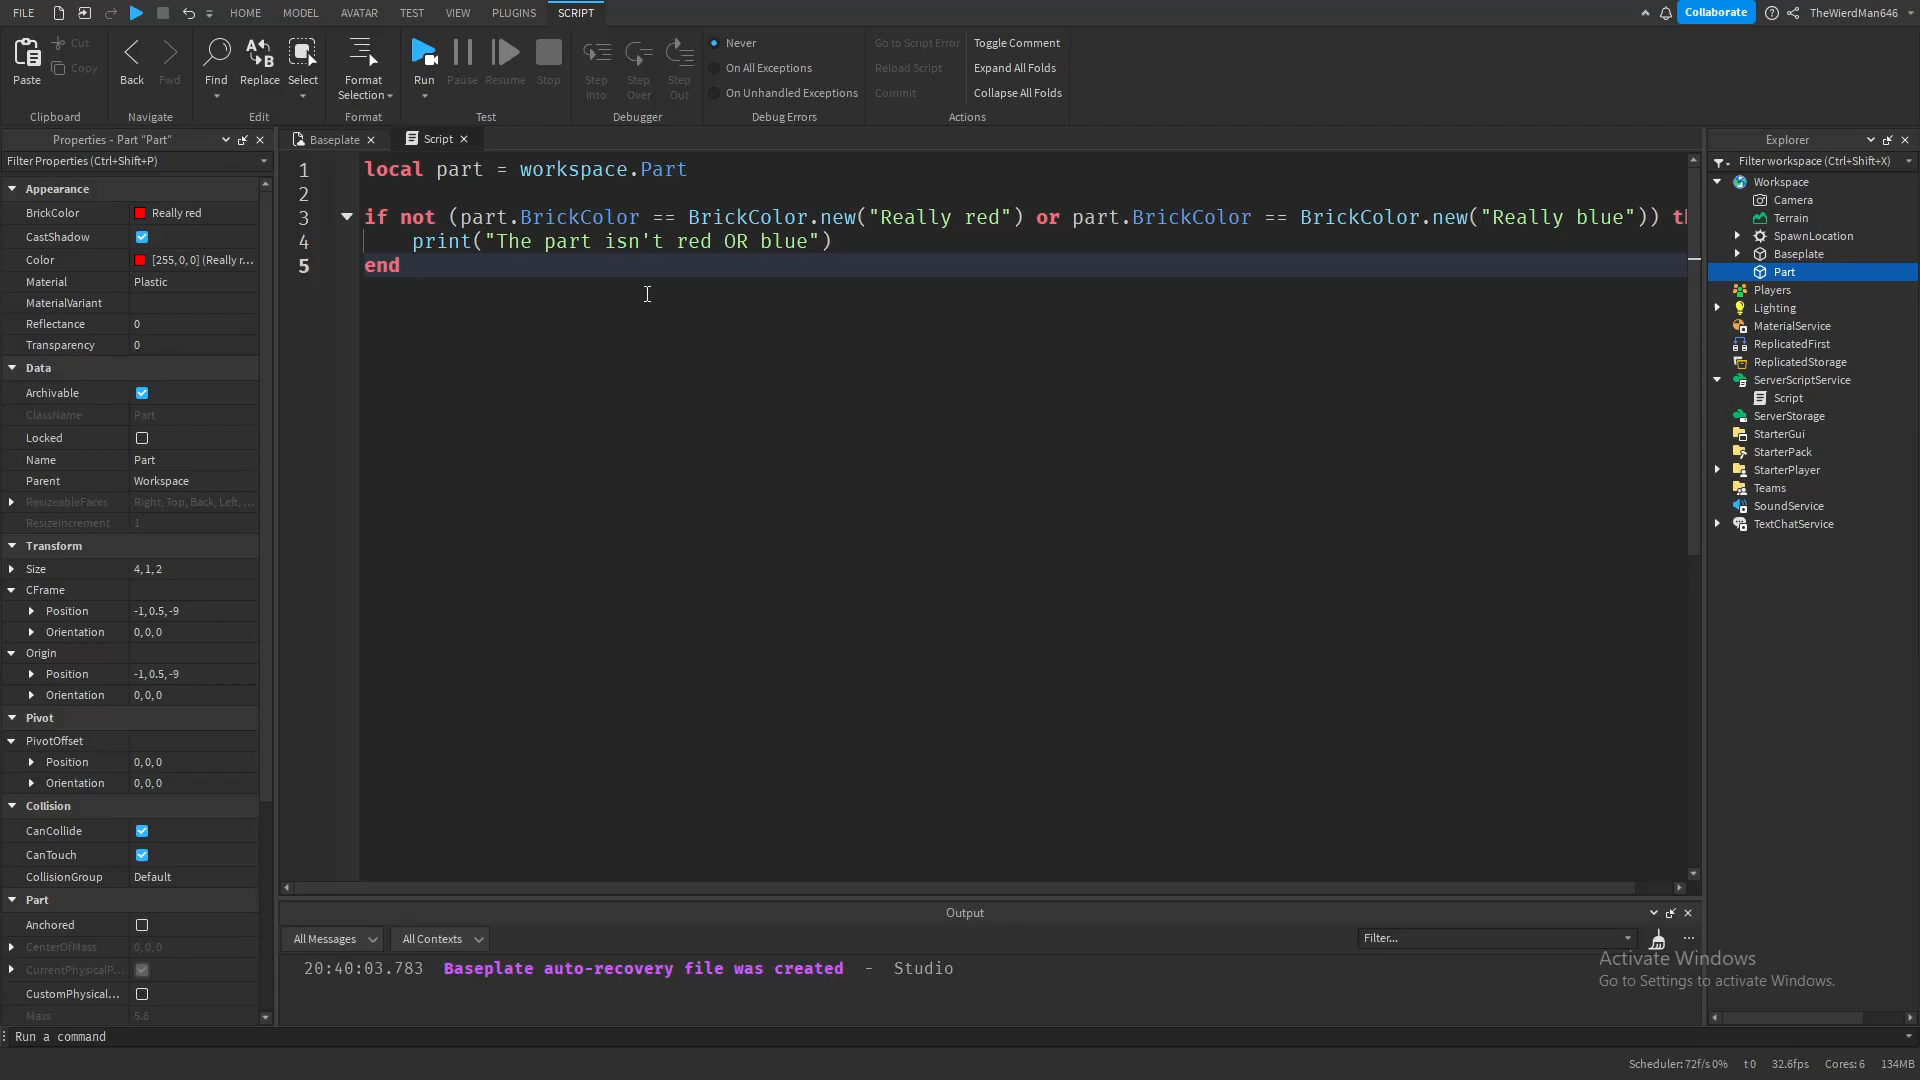 FILE HOME MODEL AVATAR TEST VIEW PLUGINS SCRIPT Collaborate TheWierdMan646
Paste Cut Copy Back Fwd Find Replace Select Format Selection Run Pause Resume Stop Step Into Step Over Step Out
Never
On All Exceptions
On Unhandled Exceptions
Go to Script Error Toggle Comment
Reload Script Expand All Folds
Commit Collapse All Folds
Clipboard Navigate Edit Format Test Debugger Debug Errors Actions
Properties - Part "Part"
Filter Properties (Ctrl+Shift+P)
Appearance
BrickColor Really red
CastShadow
Color [255, 0, 0] (Really r...
Material Plastic
MaterialVariant
Reflectance 0
Transparency 0
Data
Archivable
ClassName Part
Locked
Name Part
Parent Workspace
ResizeableFaces Right, Top, Back, Left, ...
ResizeIncrement 1
Transform
Size 4, 1, 2
CFrame
Position -1, 0.5, -9
Orientation 0, 0, 0
Origin
Position -1, 0.5, -9
Orientation 0, 0, 0
Pivot
PivotOffset
Position 0, 0, 0
Orientation 0, 0, 0
Collision
CanCollide
CanTouch
CollisionGroup Default
Part
Anchored
CenterOfMass 0, 0, 0
CurrentPhysicalP...
CustomPhysical...
Mass 5.6
Baseplate Script
1 local part = workspace.Part
2
3 if not (part.BrickColor == BrickColor.new("Really red") or part.BrickColor == BrickColor.new("Really blue")) th
4 print("The part isn't red OR blue")
5 end
Output
All Messages All Contexts Filter...
20:40:03.783 Baseplate auto-recovery file was created - Studio
Explorer
Filter workspace (Ctrl+Shift+X)
Workspace
Camera
Terrain
SpawnLocation
Baseplate
Part
Players
Lighting
MaterialService
ReplicatedFirst
ReplicatedStorage
ServerScriptService
Script
ServerStorage
StarterGui
StarterPack
StarterPlayer
Teams
SoundService
TextChatService
Activate Windows
Go to Settings to activate Windows.
Run a command
Scheduler: 72f/s 0% t 0 32.6fps Cores: 6 134MB